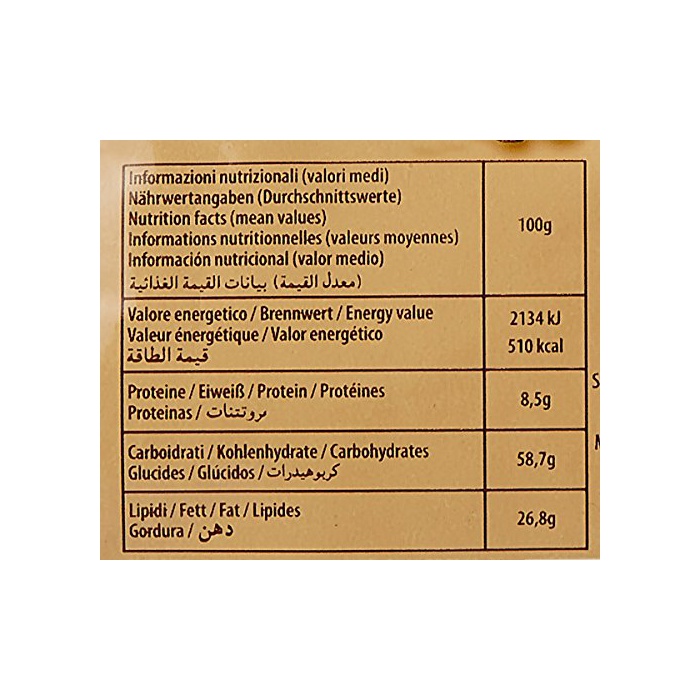 Informazioni nutrizionali (valori medi)
Nährwertangaben (Durchschnittswerte)
Nutrition facts (mean values)
Informations nutritionnelles (valeurs moyennes)
Información nutricional (valor medio)
بيانات القيمة الغذائية (معدل القيمة)
100g
Valore energetico / Brennwert / Energy value
Valeur énergétique / Valor energético
قيمة الطاقة
2134 kJ
510 kcal
Proteine / Eiweiß / Protein / Protéines
Proteinas / مروتتنات
8,5g
Carboidrati / Kohlenhydrate / Carbohydrates
Glucides / Glúcidos / كربوهيدرات
58,7g
Lipidi / Fett / Fat / Lipides
Gordura / دهن
26,8g